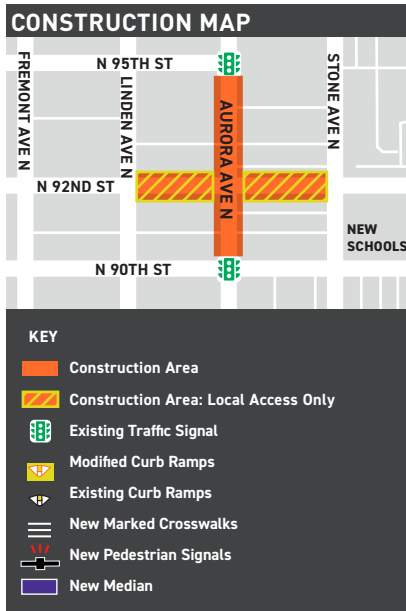 CONSTRUCTION MAP
N 95TH ST
FREMONT AVE N
LINDEN AVE N
AURORA AVE N
STONE AVE N
N 92ND ST
NEW
SCHOOLS
N 90TH ST
KEY
Construction Area
Construction Area: Local Access Only
Existing Traffic Signal
Modified Curb Ramps
Existing Curb Ramps
New Marked Crosswalks
New Pedestrian Signals
New Median